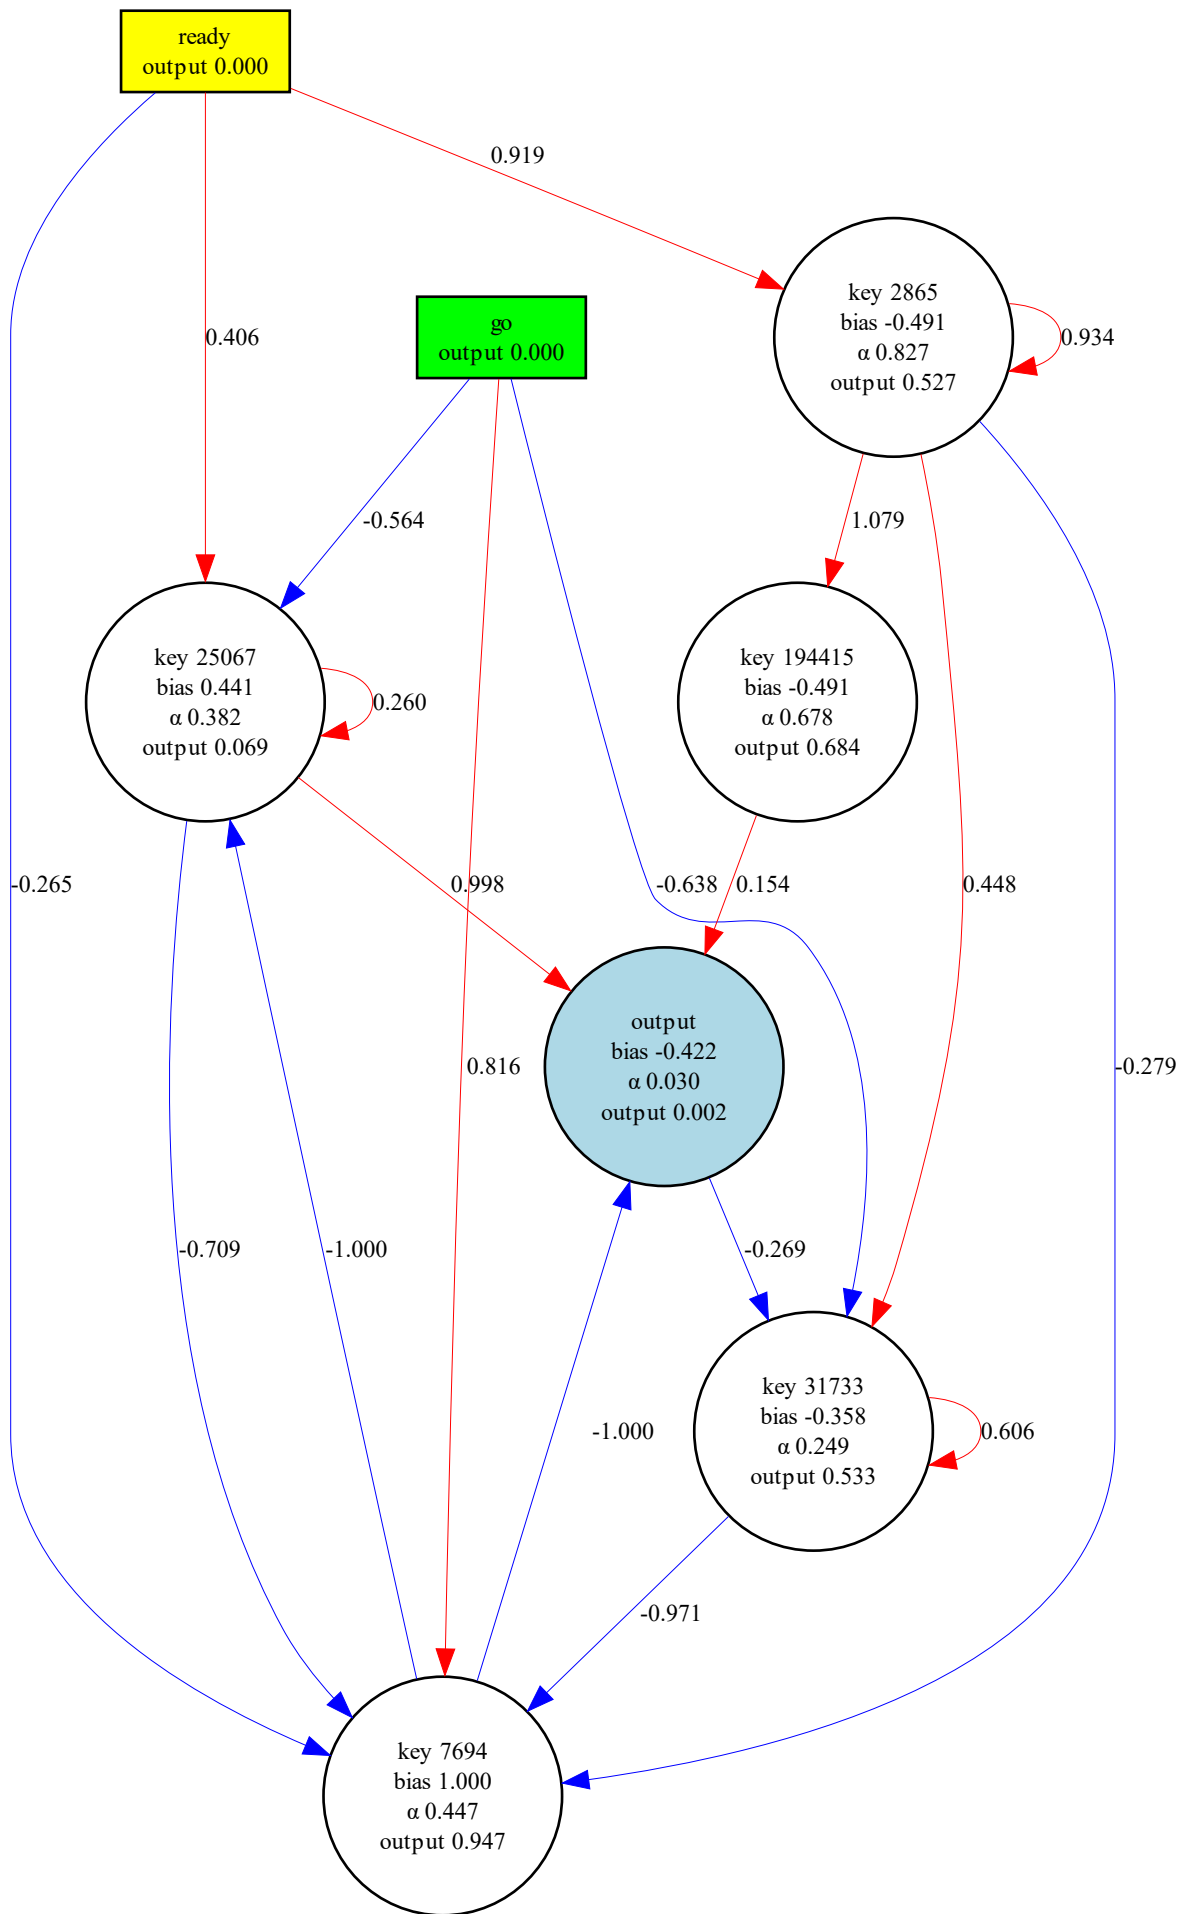 ready
output 0.000
0.919
key 2865
bias -0.491
α 0.827
output 0.527
0.934
go
output 0.000
0.406
-0.564
1.079
key 25067
bias 0.441
α 0.382
output 0.069
0.260
key 194415
bias -0.491
α 0.678
output 0.684
-0.265
0.998
-0.638
0.154
0.448
output
bias -0.422
α 0.030
output 0.002
0.816
-0.279
-0.709
-1.000
-0.269
-1.000
key 31733
bias -0.358
α 0.249
output 0.533
0.606
-0.971
key 7694
bias 1.000
α 0.447
output 0.947